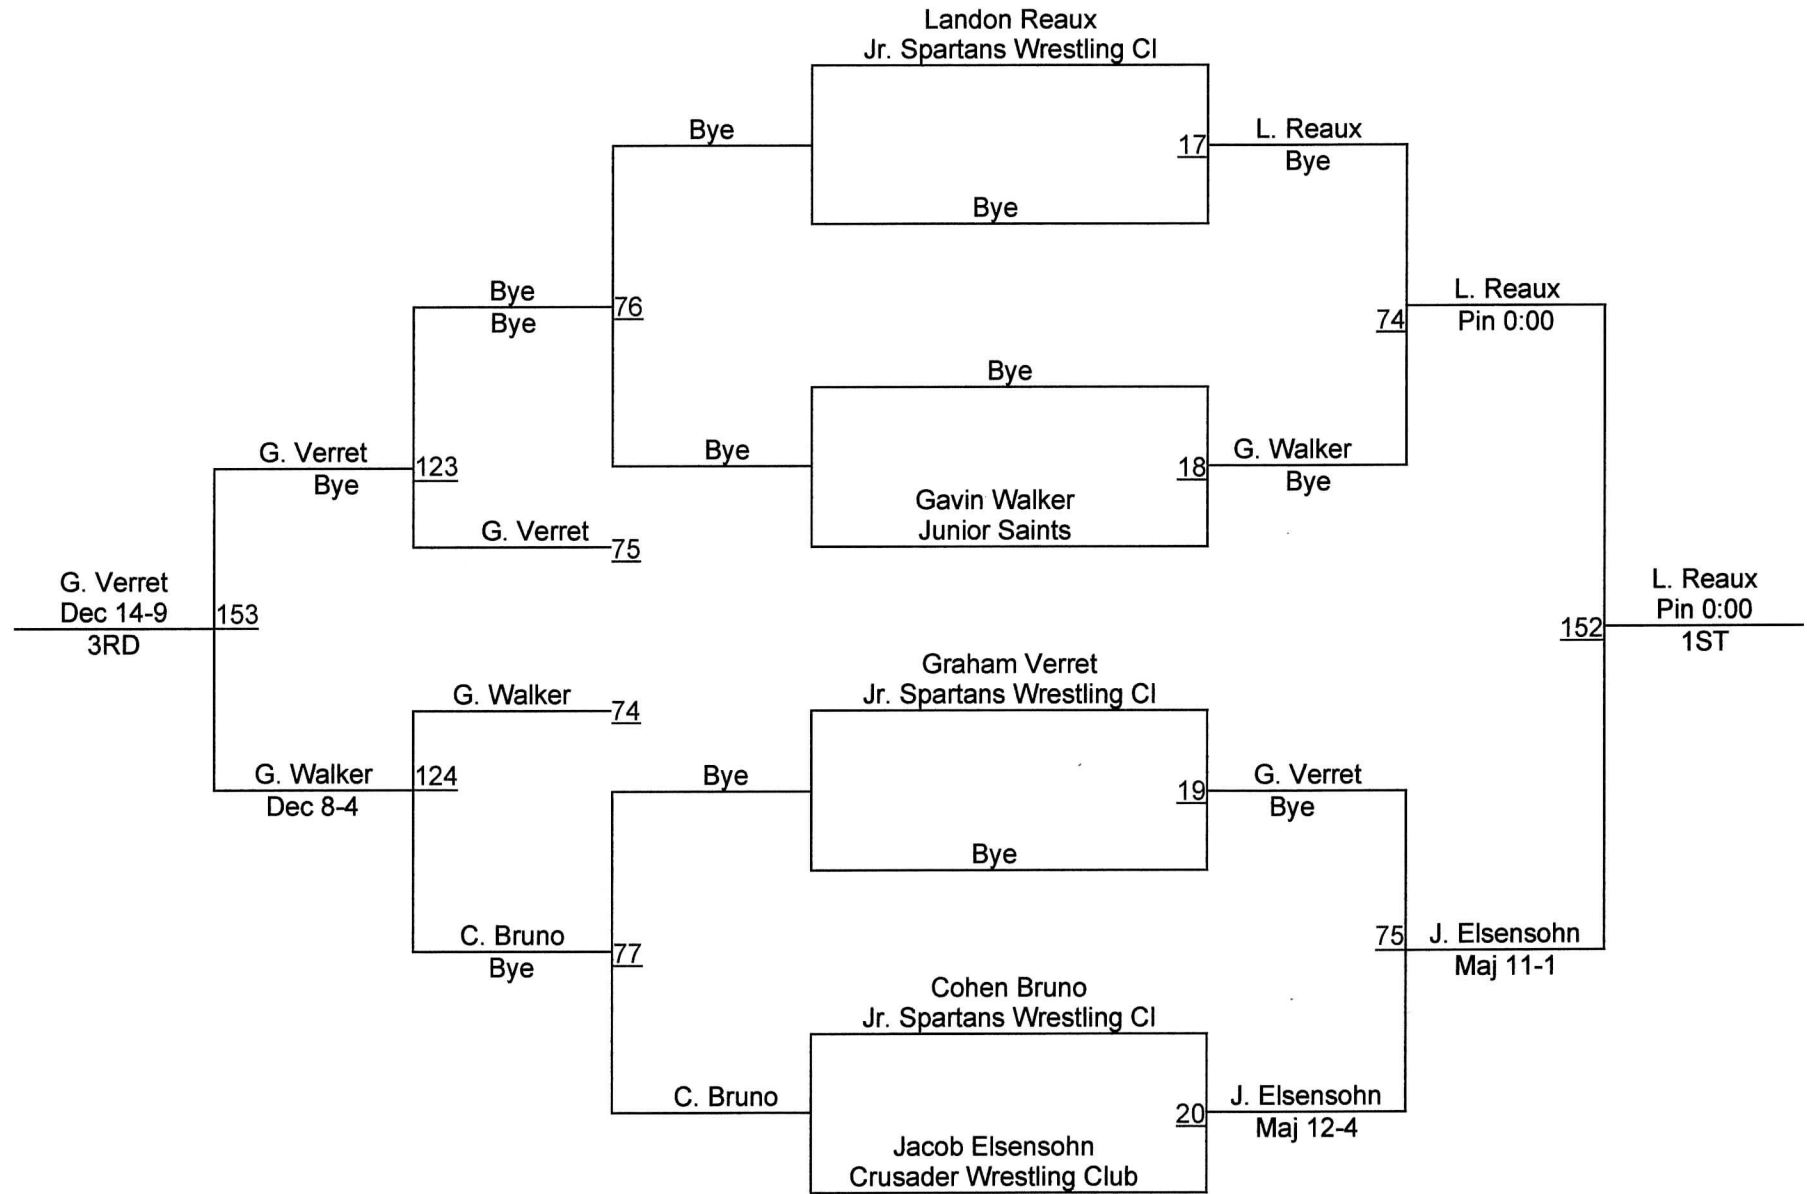 Landon Reaux
Jr. Spartans Wrestling Cl
Bye
17
L. Reaux
Bye
Bye
Bye
Bye
76
L. Reaux
Pin 0:00
74
Bye
G. Verret
Bye
123
Bye
18
G. Walker
Bye
Gavin Walker
Junior Saints
G. Verret
75
G. Verret
Dec 14-9
3RD
153
L. Reaux
Pin 0:00
1ST
152
Graham Verret
Jr. Spartans Wrestling Cl
G. Walker
74
G. Walker
Dec 8-4
124
Bye
19
G. Verret
Bye
Bye
C. Bruno
Bye
77
75
J. Elsensohn
Maj 11-1
Cohen Bruno
Jr. Spartans Wrestling Cl
C. Bruno
20
J. Elsensohn
Maj 12-4
Jacob Elsensohn
Crusader Wrestling Club